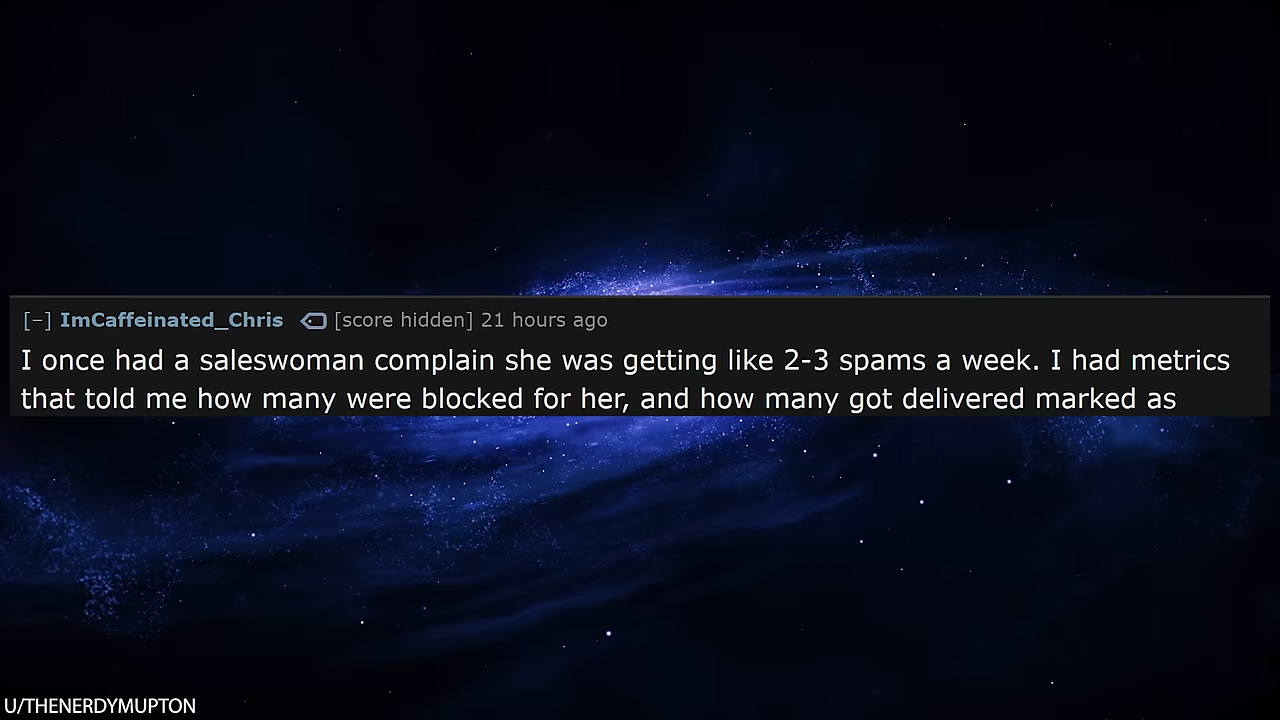 [–] ImCaffeinated_Chris [score hidden] 21 hours ago
I once had a saleswoman complain she was getting like 2-3 spams a week. I had metrics
that told me how many were blocked for her, and how many got delivered marked as
U/THENERDYMUPTON